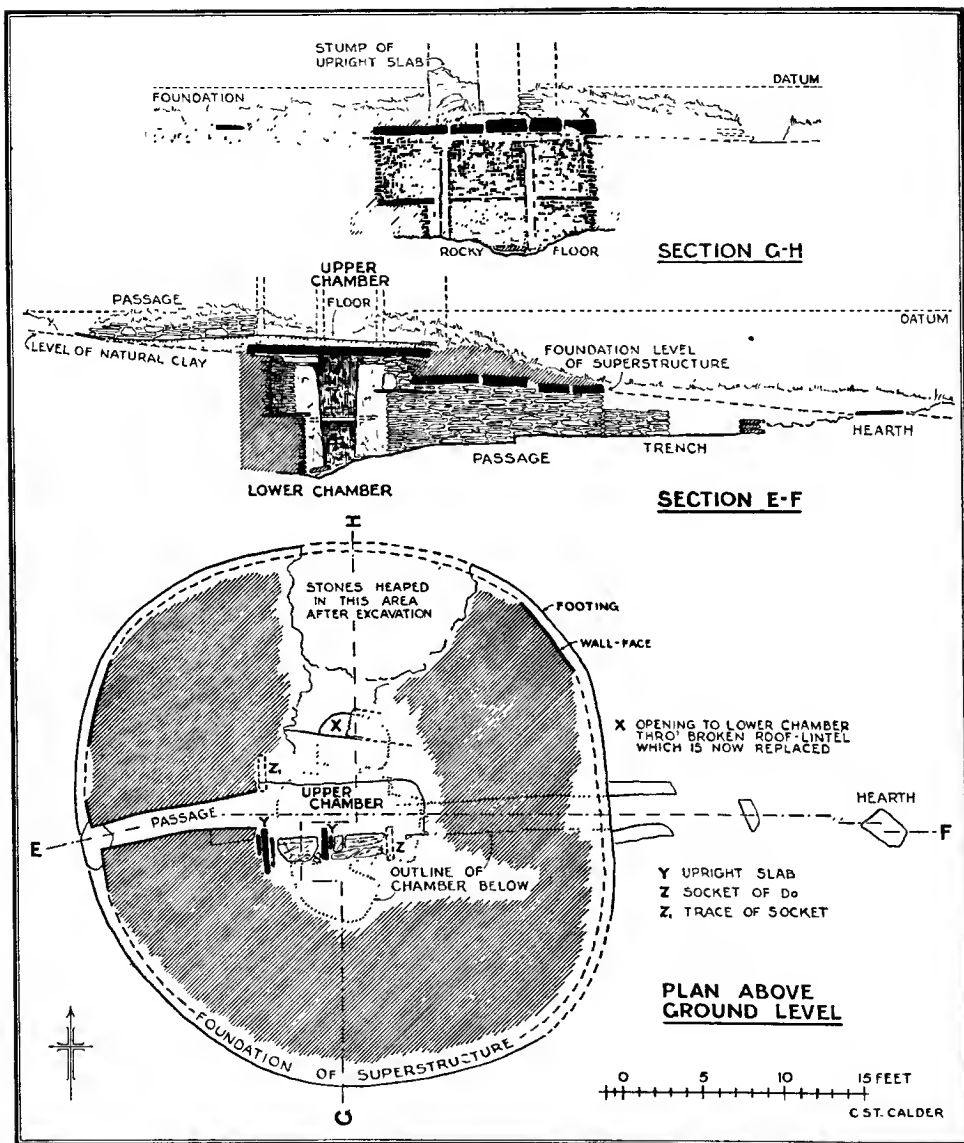 STUMP OF
UPRIGHT SLAB
DATUM
FOUNDATION
X
ROCKY FLOOR
SECTION G-H
UPPER
CHAMBER
PASSAGE
FLOOR
DATUM
LEVEL OF NATURAL CLAY
FOUNDATION LEVEL
OF SUPERSTRUCTURE
HEARTH
PASSAGE
TRENCH
LOWER CHAMBER
SECTION E-F
H
STONES HEAPED
IN THIS AREA
AFTER EXCAVATION
FOOTING
WALL-FACE
X
X OPENING TO LOWER CHAMBER
THRO' BROKEN ROOF-LINTEL
WHICH IS NOW REPLACED
Z,
UPPER
CHAMBER
PASSAGE
HEARTH
E
Y
Y
Z
F
OUTLINE OF
CHAMBER BELOW
Y UPRIGHT SLAB
Z SOCKET OF DO
Z, TRACE OF SOCKET
PLAN ABOVE
GROUND LEVEL
FOUNDATION OF SUPERSTRUCTURE
G
0 5 10 15 FEET
C ST. CALDER